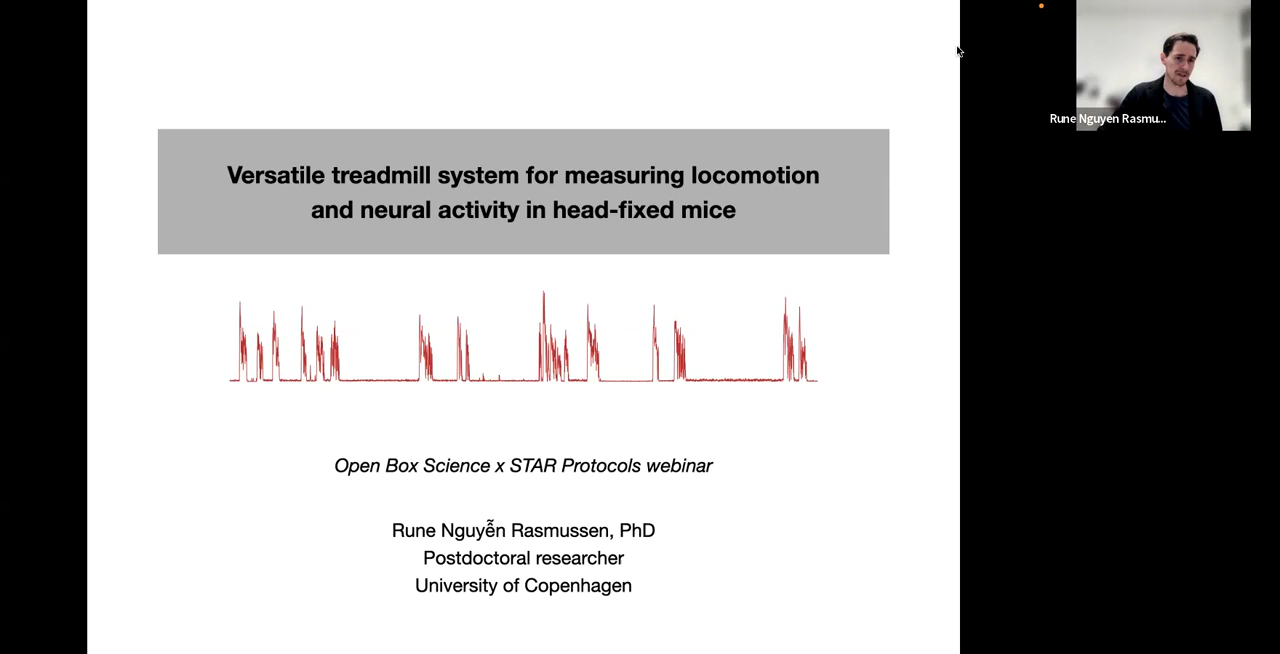 Versatile treadmill system for measuring locomotion
and neural activity in head-fixed mice
Open Box Science x STAR Protocols webinar
Rune Nguyễn Rasmussen, PhD
Postdoctoral researcher
University of Copenhagen
Rune Nguyen Rasmu...